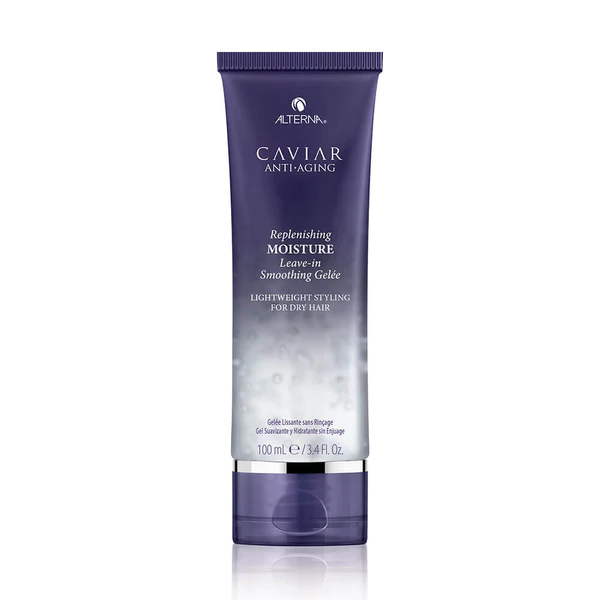 ALTERNA®
CAVIAR
ANTI·AGING
Replenishing
MOISTURE
Leave-in
Smoothing Gelée
LIGHTWEIGHT STYLING
FOR DRY HAIR
Gelée Lissante sans Rinçage
Gel Suavizante y Hidratante sin Enjuague
100 mL ℮/3.4 Fl. Oz.